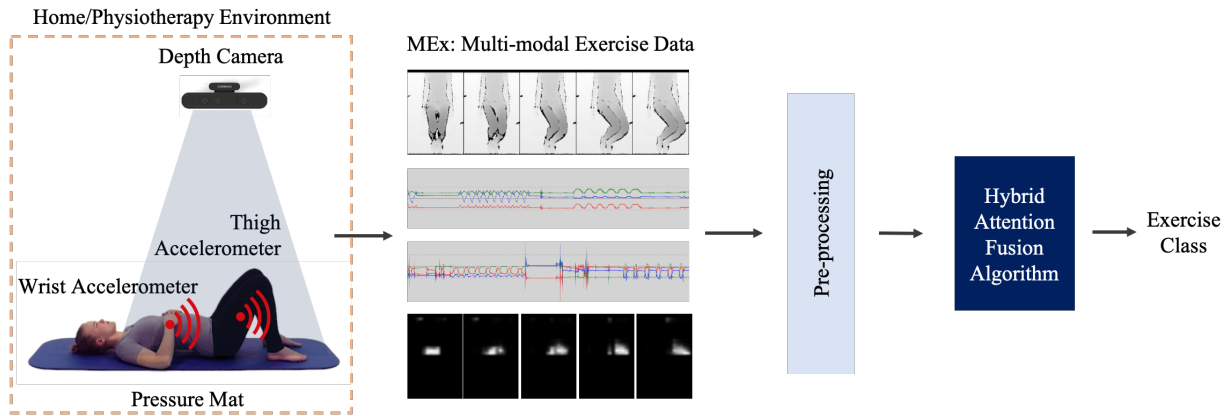 Home/Physiotherapy Environment
Depth Camera
Thigh
Accelerometer
Wrist Accelerometer
Pressure Mat
MEx: Multi-modal Exercise Data
Pre-processing
Hybrid
Attention
Fusion
Algorithm
Exercise
Class